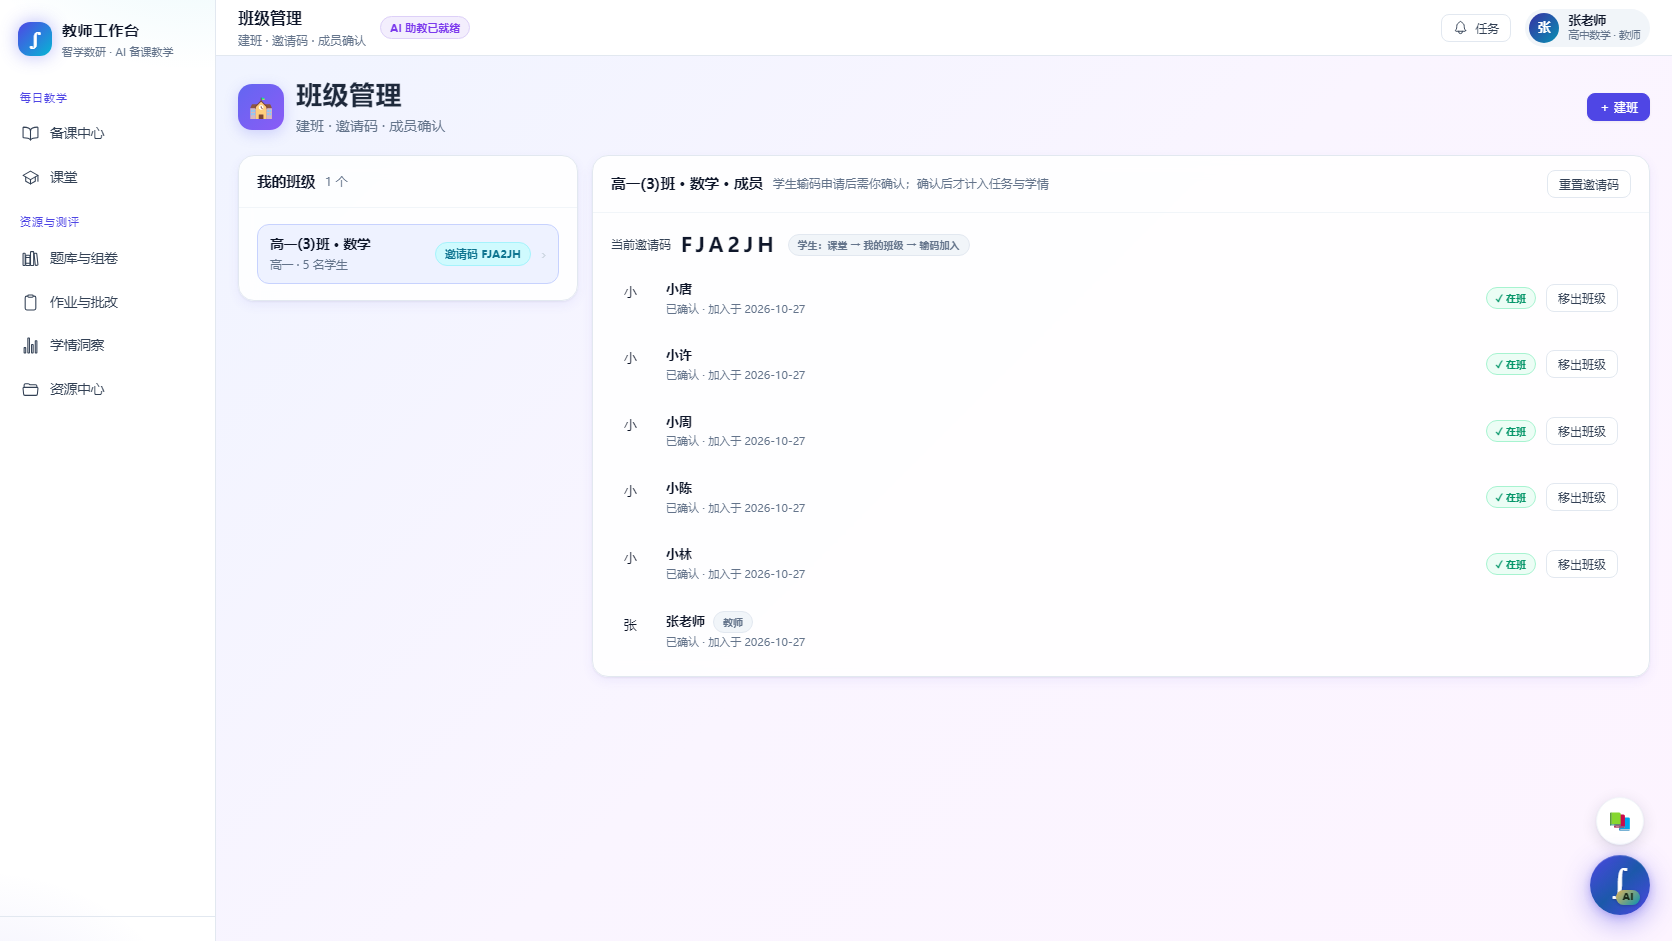 教师工作台
智学数研 · AI 备课教学
每日教学
备课中心
课堂
资源与测评
题库与组卷
作业与批改
学情洞察
资源中心
班级管理
建班 · 邀请码 · 成员确认
AI 助教已就绪
任务
张
张老师
高中数学 · 教师
班级管理
建班 · 邀请码 · 成员确认
+ 建班
我的班级 1 个
高一(3)班 • 数学
高一 · 5 名学生
邀请码 FJA2JH
高一(3)班 • 数学 • 成员 学生输码申请后需你确认；确认后才计入任务与学情
重置邀请码
当前邀请码 FJA2JH 学生：课堂 → 我的班级 → 输码加入
小
小唐
已确认 · 加入于 2026-10-27
✓ 在班
移出班级
小
小许
已确认 · 加入于 2026-10-27
✓ 在班
移出班级
小
小周
已确认 · 加入于 2026-10-27
✓ 在班
移出班级
小
小陈
已确认 · 加入于 2026-10-27
✓ 在班
移出班级
小
小林
已确认 · 加入于 2026-10-27
✓ 在班
移出班级
张
张老师 教师
已确认 · 加入于 2026-10-27
∫
AI